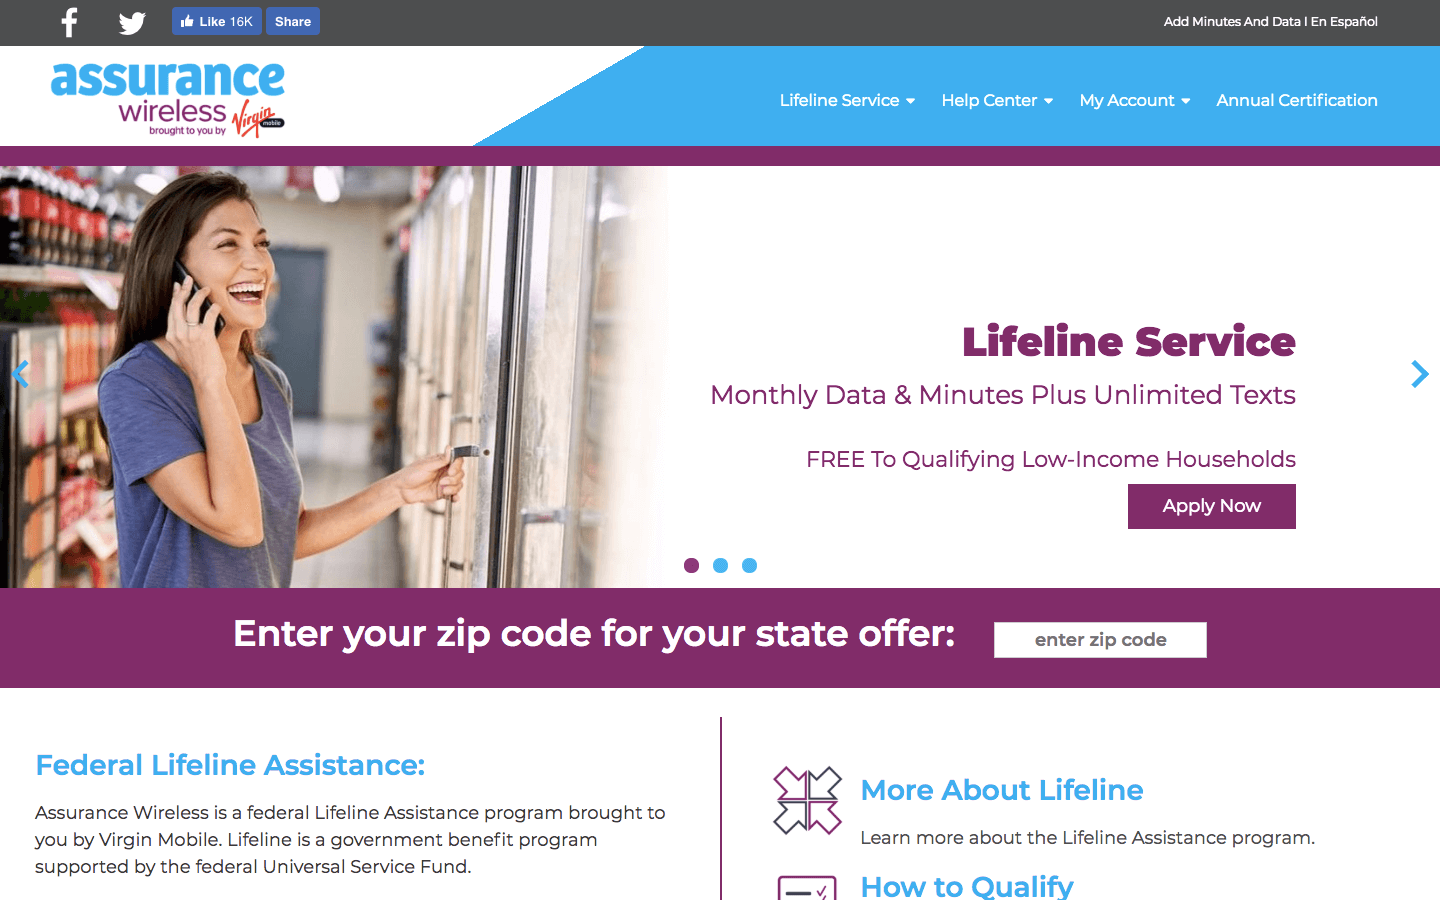 Like 16K
Share
Add Minutes And Data I En Español
assurance
wireless
brought to you by
Virgin
mobile
Lifeline Service
Help Center
My Account
Annual Certification
Lifeline Service
Monthly Data & Minutes Plus Unlimited Texts
FREE To Qualifying Low-Income Households
Apply Now
Enter your zip code for your state offer:
enter zip code
Federal Lifeline Assistance:
Assurance Wireless is a federal Lifeline Assistance program brought to
you by Virgin Mobile. Lifeline is a government benefit program
supported by the federal Universal Service Fund.
More About Lifeline
Learn more about the Lifeline Assistance program.
How to Qualify